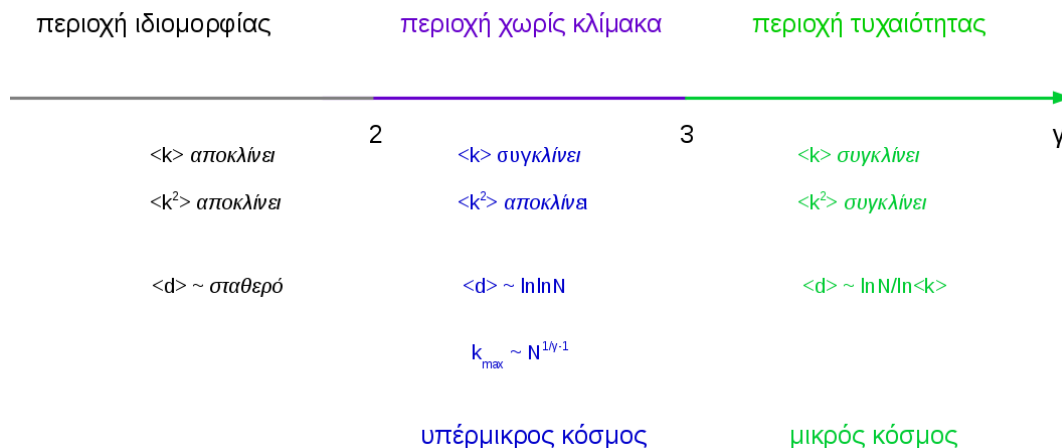 περιοχή ιδιομορφίας περιοχή χωρίς κλίμακα περιοχή τυχαιότητας
2 3 γ
<k> αποκλίνει <k> συγκλίνει <k> συγκλίνει
<k²> αποκλίνει <k²> αποκλίνει <k²> συγκλίνει
<d> ~ σταθερό <d> ~ lnlnN <d> ~ lnN/ln<k>
k_max ~ N^1/γ-1
υπέρμικρος κόσμος μικρός κόσμος